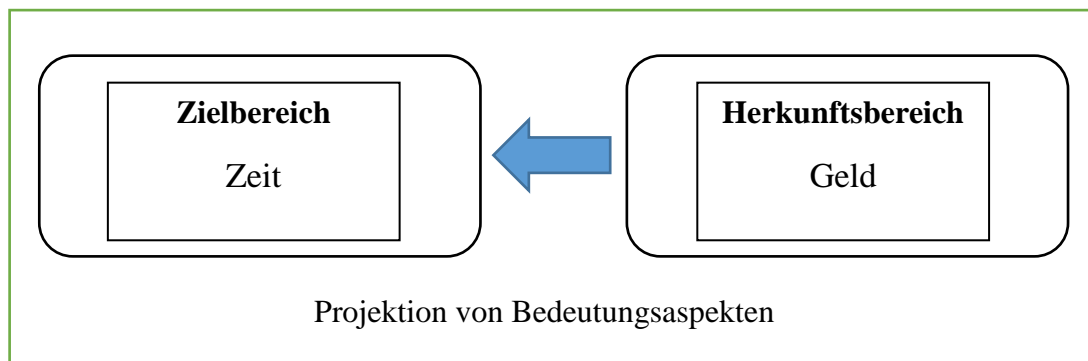 Zielbereich
Zeit
Herkunftsbereich
Geld
Projektion von Bedeutungsaspekten